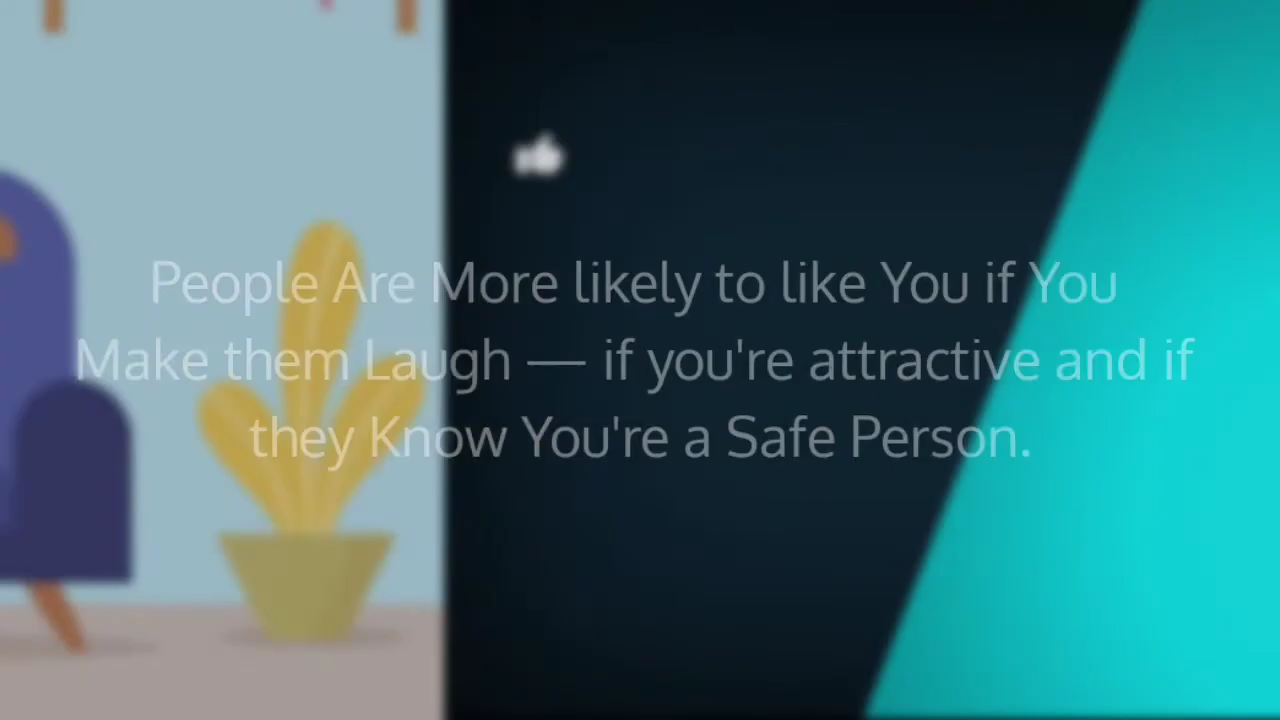 People Are More likely to like You if You
Make them Laugh — if you're attractive and if
they Know You're a Safe Person.